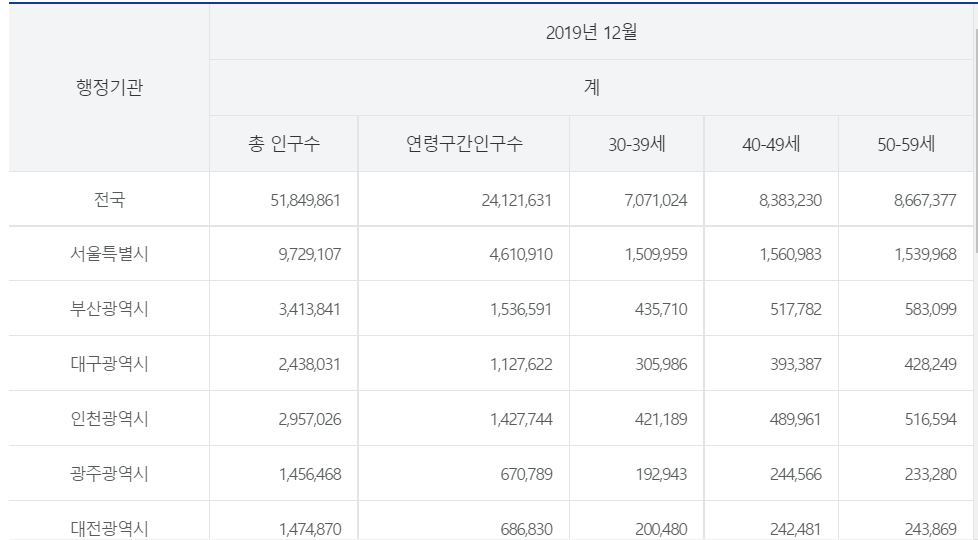 행정기관
2019년 12월
계
총 인구수 연령구간인구수 30-39세 40-49세 50-59세
전국 51,849,861 24,121,631 7,071,024 8,383,230 8,667,377
서울특별시 9,729,107 4,610,910 1,509,959 1,560,983 1,539,968
부산광역시 3,413,841 1,536,591 435,710 517,782 583,099
대구광역시 2,438,031 1,127,622 305,986 393,387 428,249
인천광역시 2,957,026 1,427,744 421,189 489,961 516,594
광주광역시 1,456,468 670,789 192,943 244,566 233,280
대전광역시 1,474,870 686,830 200,480 242,481 243,869